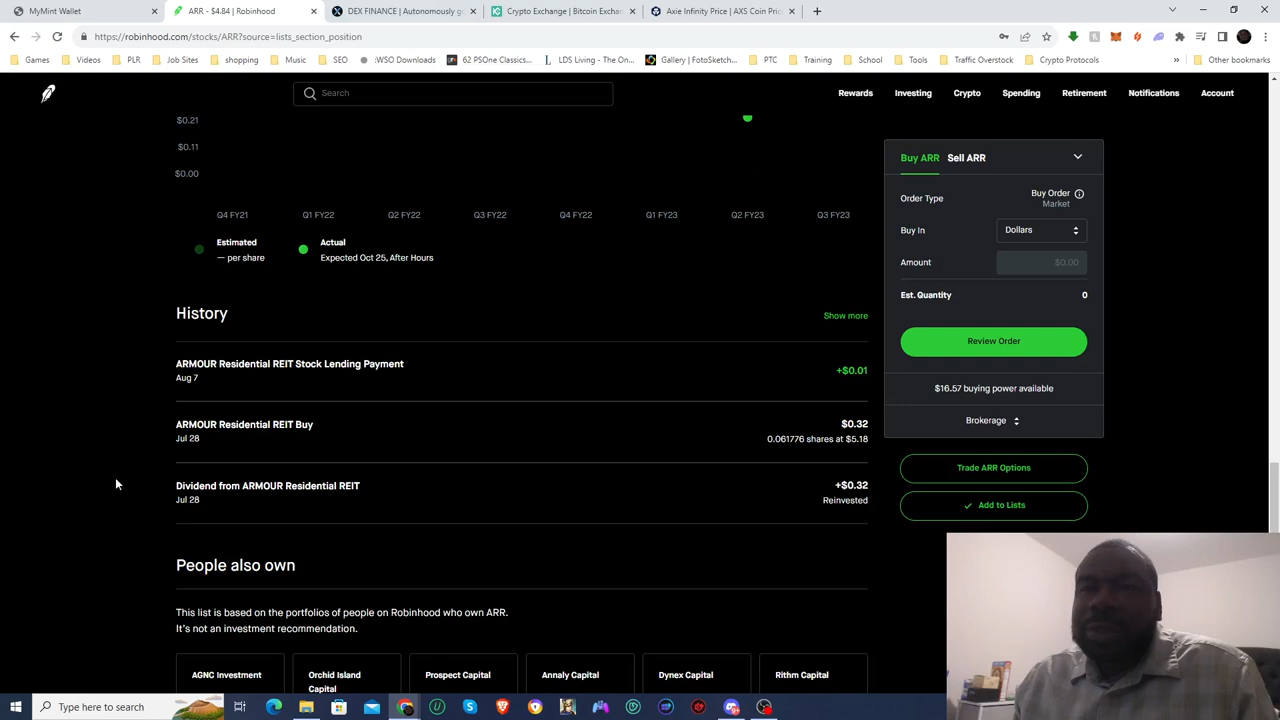 MyMint Wallet
ARR - $4.84 | Robinhood
DEX FINANCE | Autonomously go
Crypto Exchange | Bitcoin Exchan
Axie Infinity Price | AXS Coin Pric
https://robinhood.com/stocks/ARR?source=lists_section_position
Games
Videos
PLR
Job Sites
shopping
Music
SEO
:WSO Downloads
62 PSOne Classics...
LDS Living - The On...
Gallery | FotoSketch...
PTC
Training
School
Tools
Traffic Overstock
Crypto Protocols
»
Other bookmarks
Search
Rewards
Investing
Crypto
Spending
Retirement
Notifications
Account
$0.21
$0.11
$0.00
Q4 FY21
Q1 FY22
Q2 FY22
Q3 FY22
Q4 FY22
Q1 FY23
Q2 FY23
Q3 FY23
Estimated
— per share
Actual
Expected Oct 25, After Hours
History
Show more
ARMOUR Residential REIT Stock Lending Payment
Aug 7
+$0.01
ARMOUR Residential REIT Buy
Jul 28
$0.32
0.061776 shares at $5.18
Dividend from ARMOUR Residential REIT
Jul 28
+$0.32
Reinvested
People also own
This list is based on the portfolios of people on Robinhood who own ARR.
It's not an investment recommendation.
AGNC Investment
Orchid Island
Capital
Prospect Capital
Annaly Capital
Dynex Capital
Rithm Capital
Buy ARR
Sell ARR
Order Type
Buy Order
Market
Buy In
Dollars
Amount
$0.00
Est. Quantity
0
Review Order
$16.57 buying power available
Brokerage
Trade ARR Options
Add to Lists
Type here to search